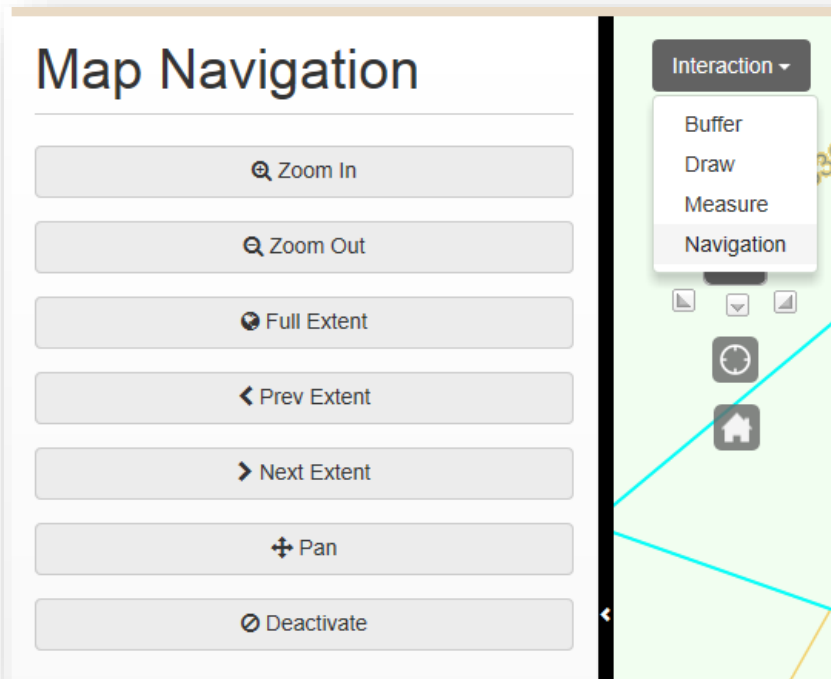 Map Navigation
Zoom In
Zoom Out
Full Extent
Prev Extent
Next Extent
Pan
Deactivate
Interaction
Buffer
Draw
Measure
Navigation